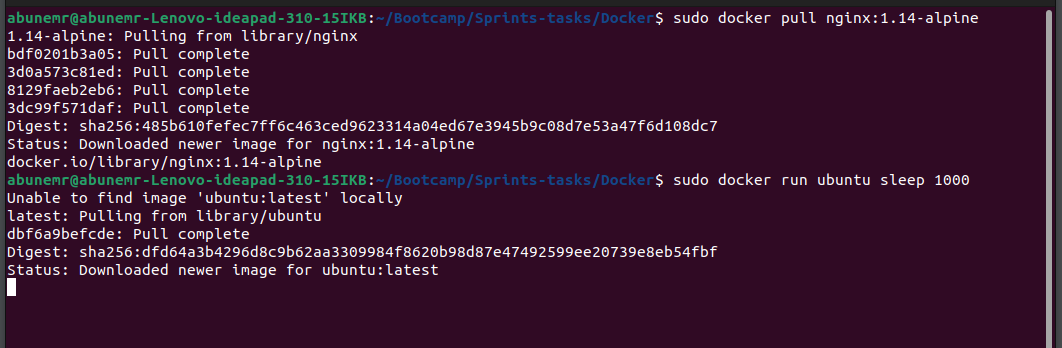 abunemr@abunemr-Lenovo-ideapad-310-15IKB:~/Bootcamp/Sprints-tasks/Docker$ sudo docker pull nginx:1.14-alpine
1.14-alpine: Pulling from library/nginx
bdf0201b3a05: Pull complete
3d0a573c81ed: Pull complete
8129faeb2eb6: Pull complete
3dc99f571daf: Pull complete
Digest: sha256:485b610fefec7ff6c463ced9623314a04ed67e3945b9c08d7e53a47f6d108dc7
Status: Downloaded newer image for nginx:1.14-alpine
docker.io/library/nginx:1.14-alpine
abunemr@abunemr-Lenovo-ideapad-310-15IKB:~/Bootcamp/Sprints-tasks/Docker$ sudo docker run ubuntu sleep 1000
Unable to find image 'ubuntu:latest' locally
latest: Pulling from library/ubuntu
dbf6a9befcde: Pull complete
Digest: sha256:dfd64a3b4296d8c9b62aa3309984f8620b98d87e47492599ee20739e8eb54fbf
Status: Downloaded newer image for ubuntu:latest